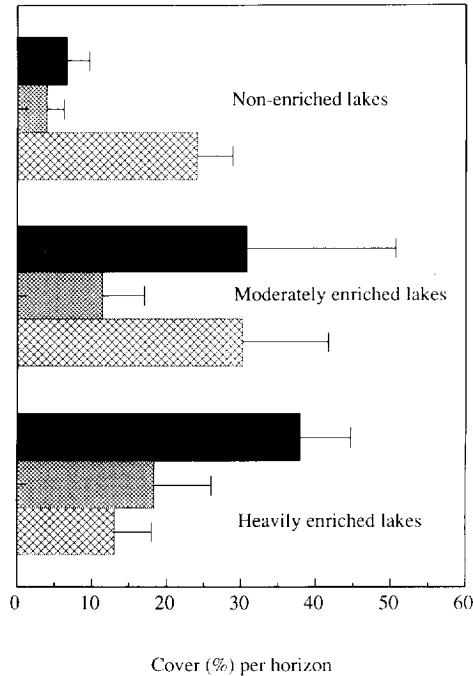 Non-enriched lakes
Moderately enriched lakes
Heavily enriched lakes
0 10 20 30 40 50 60
Cover (%) per horizon